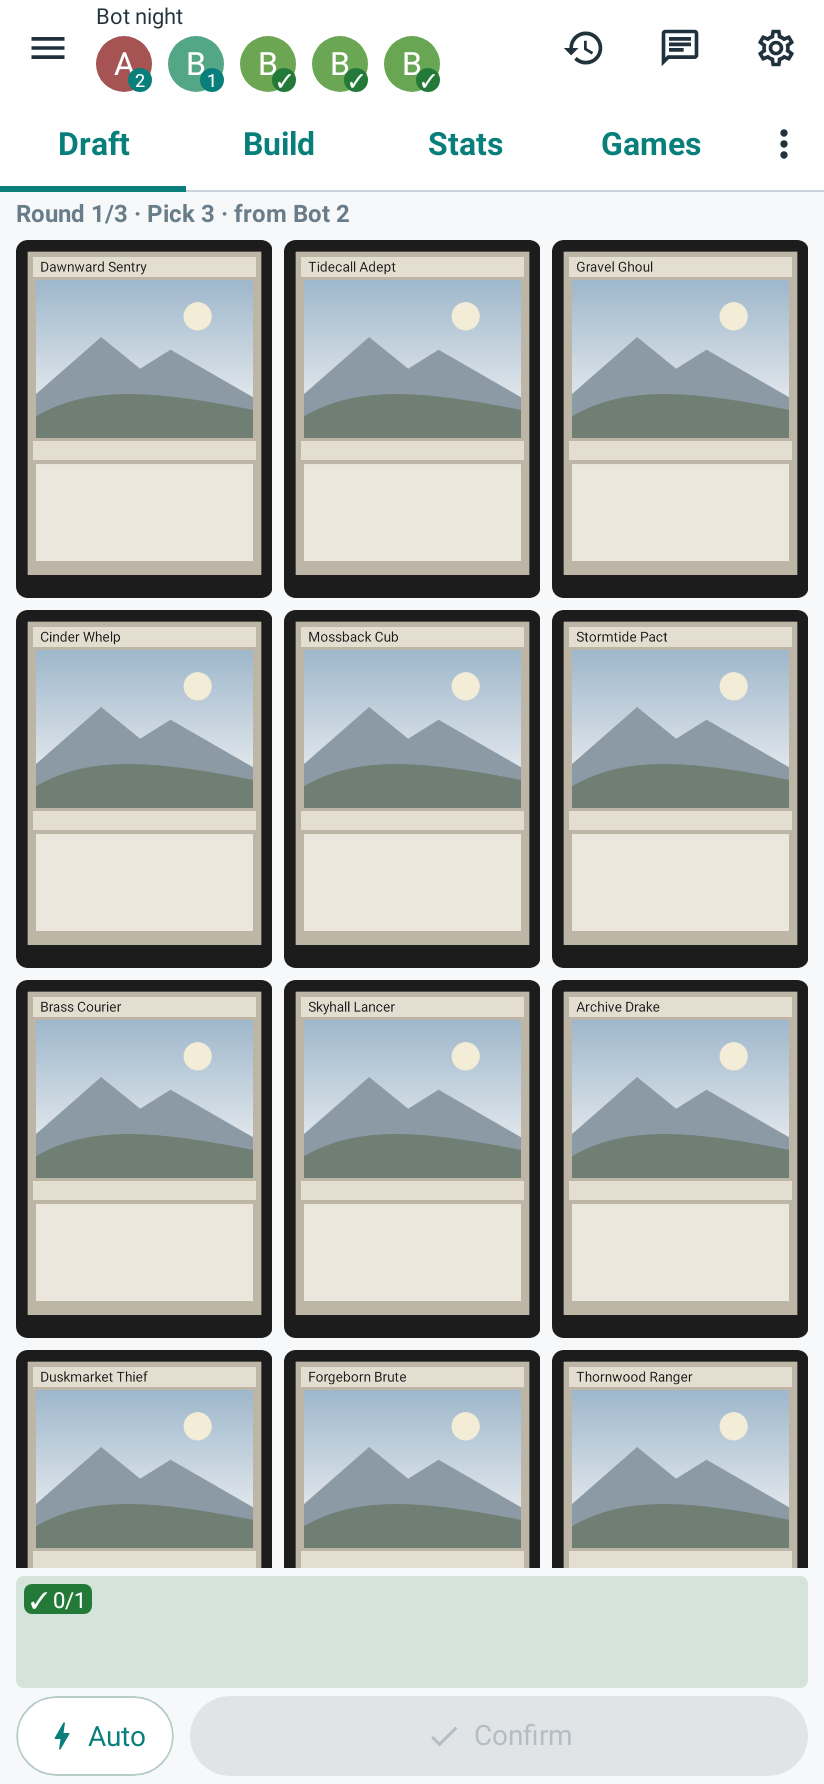 Bot night
A 2 B 1 B ✓ B ✓ B ✓
Draft Build Stats Games
Round 1/3 · Pick 3 · from Bot 2
Dawnward Sentry
Tidecall Adept
Gravel Ghoul
Cinder Whelp
Mossback Cub
Stormtide Pact
Brass Courier
Skyhall Lancer
Archive Drake
Duskmarket Thief
Forgeborn Brute
Thornwood Ranger
✓ 0/1
Auto
Confirm